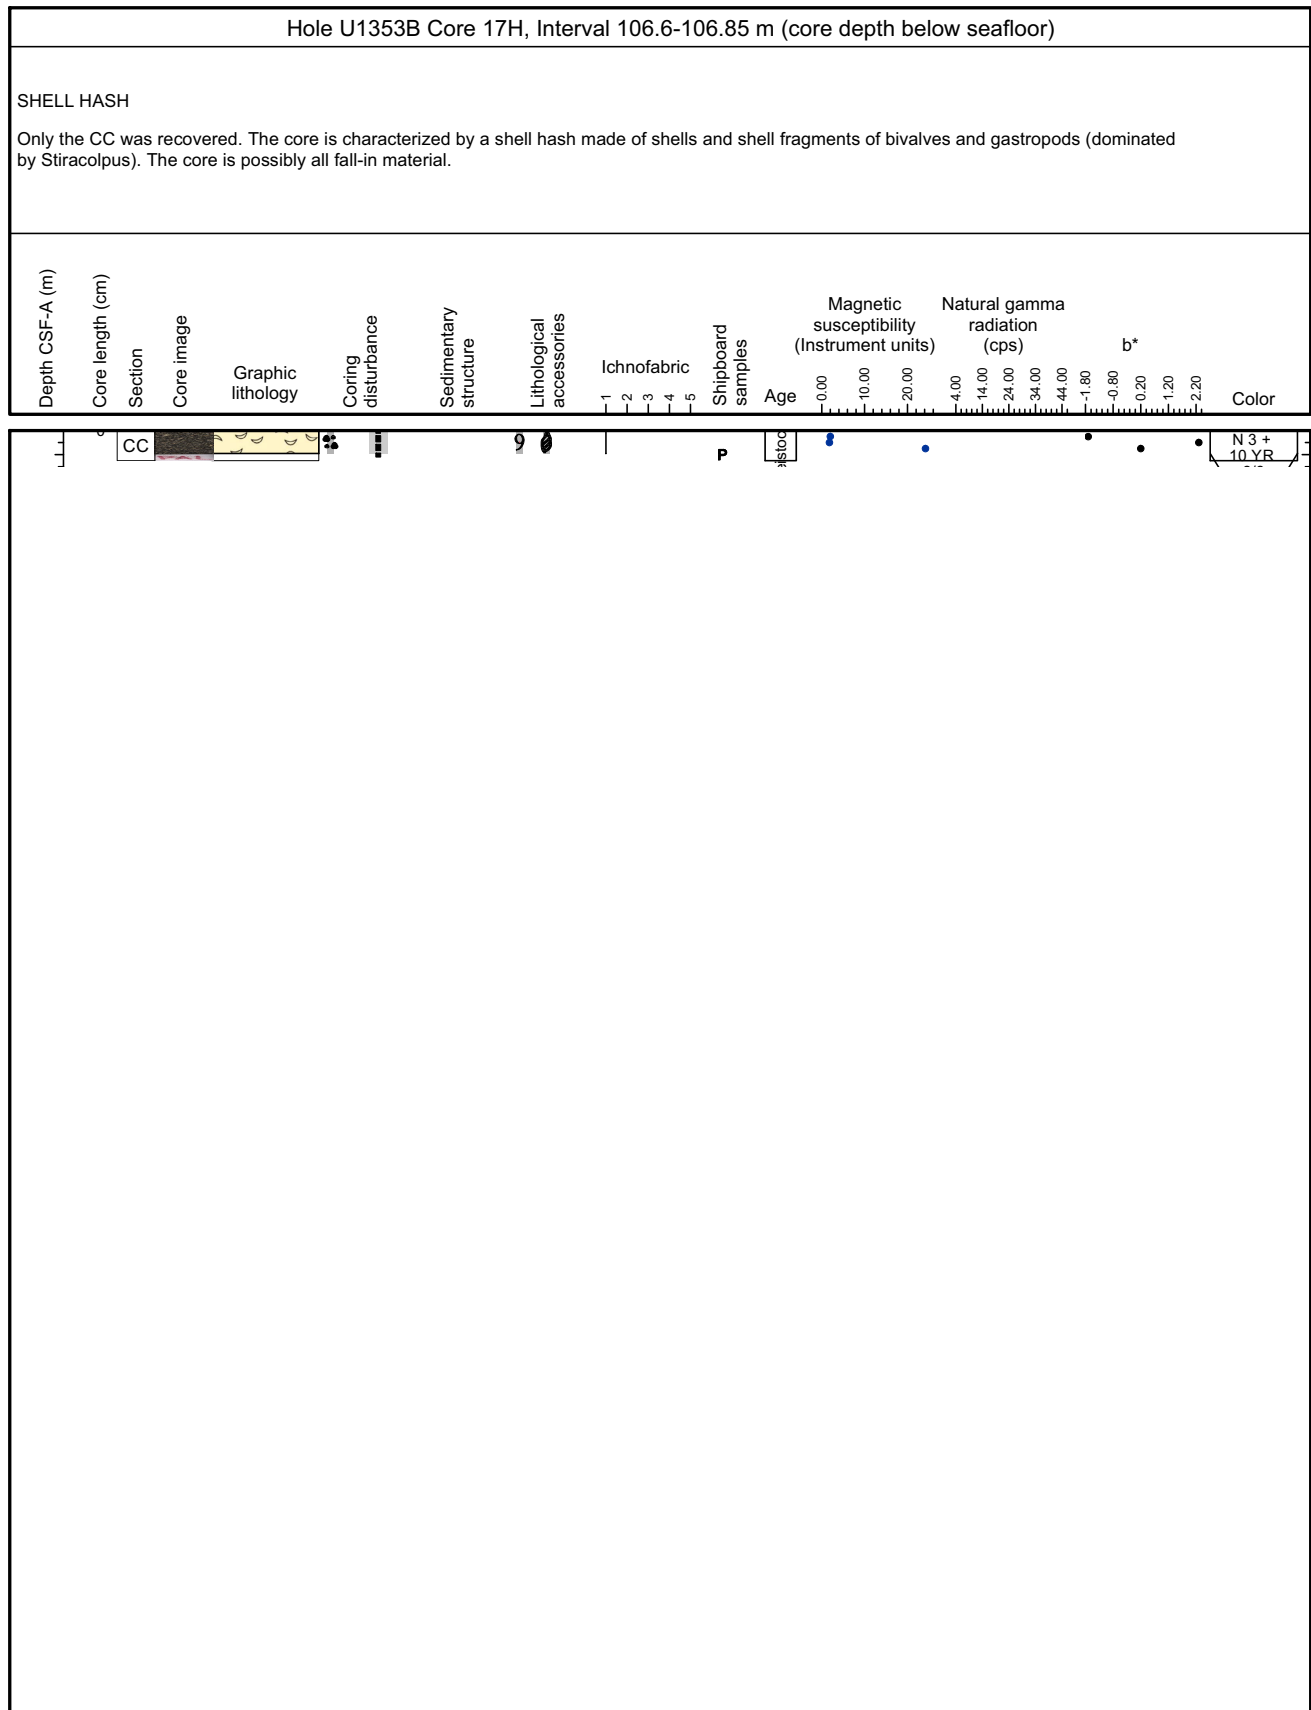 Hole U1353B Core 17H, Interval 106.6-106.85 m (core depth below seafloor)
SHELL HASH
Only the CC was recovered. The core is characterized by a shell hash made of shells and shell fragments of bivalves and gastropods (dominated
by Stiracolpus). The core is possibly all fall-in material.
Depth CSF-A (m)
Core length (cm)
Section
Core image
Graphic
lithology
Coring
disturbance
Sedimentary
structure
Lithological
accessories
Ichnofabric
1
2
3
4
5
Shipboard
samples
Age
Magnetic
susceptibility
(Instrument units)
0.00
10.00
20.00
Natural gamma
radiation
(cps)
4.00
14.00
24.00
34.00
44.00
b*
-1.80
-0.80
0.20
1.20
2.20
Color
CC
P
istoc
N 3 +
10 YR